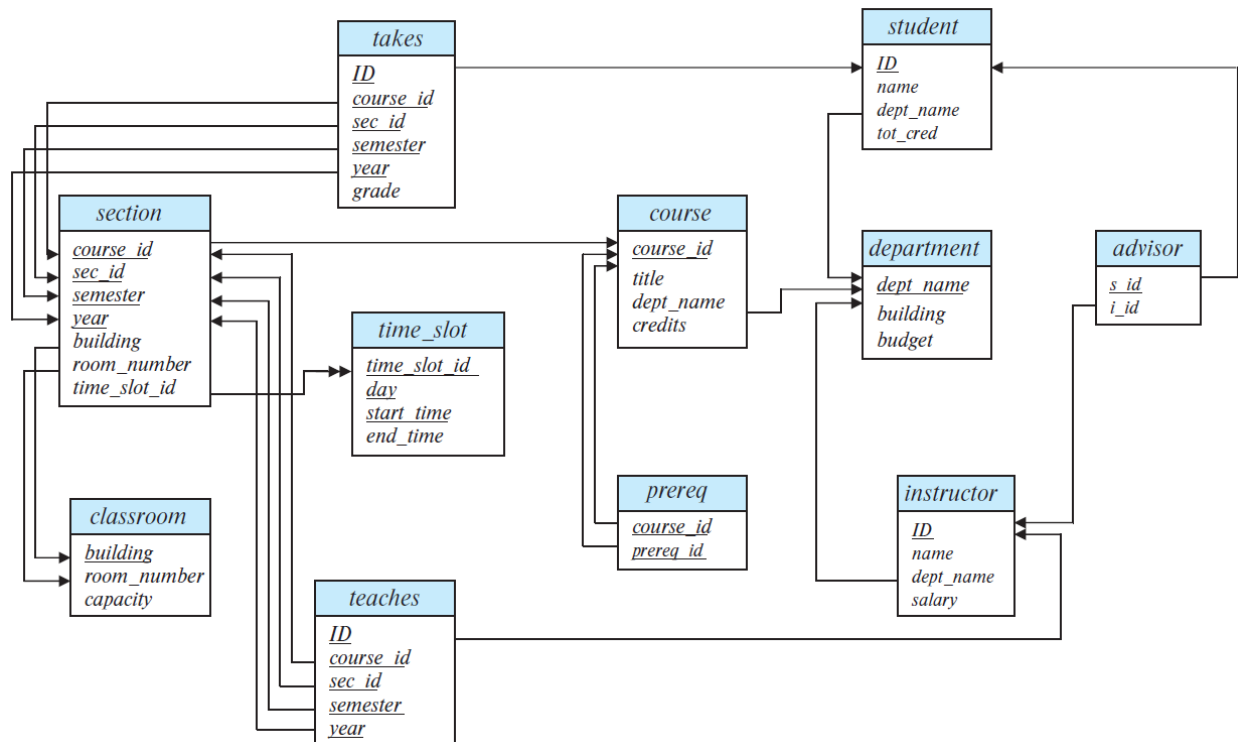 takes
ID
course_id
sec_id
semester
year
grade
student
ID
name
dept_name
tot_cred
section
course_id
sec_id
semester
year
building
room_number
time_slot_id
course
course_id
title
dept_name
credits
department
dept_name
building
budget
advisor
s_id
i_id
time_slot
time_slot_id
day
start_time
end_time
prereq
course_id
prereq_id
instructor
ID
name
dept_name
salary
classroom
building
room_number
capacity
teaches
ID
course_id
sec_id
semester
year